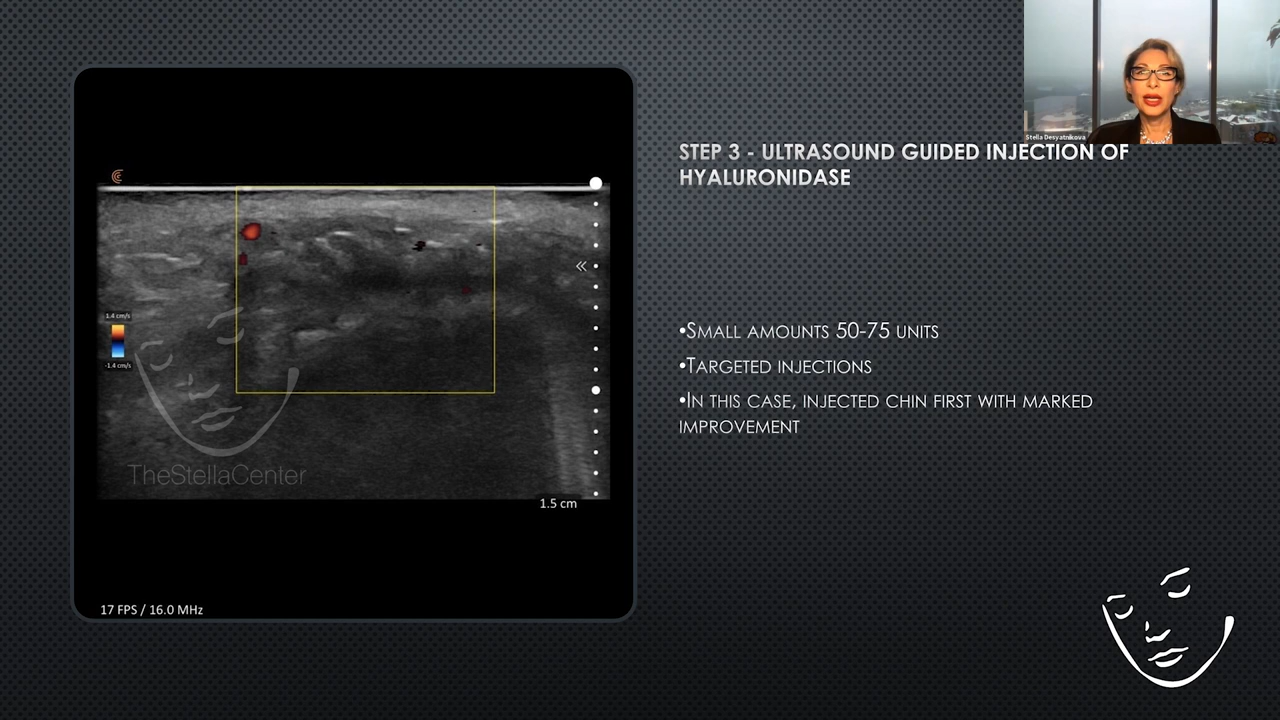 Stella Desyatnikova
STEP 3 - ULTRASOUND GUIDED INJECTION OF
HYALURONIDASE
1.4 cm/s
-1.4 cm/s
TheStellaCenter
1.5 cm
17 FPS / 16.0 MHz
•SMALL AMOUNTS 50-75 UNITS
•TARGETED INJECTIONS
•IN THIS CASE, INJECTED CHIN FIRST WITH MARKED
IMPROVEMENT